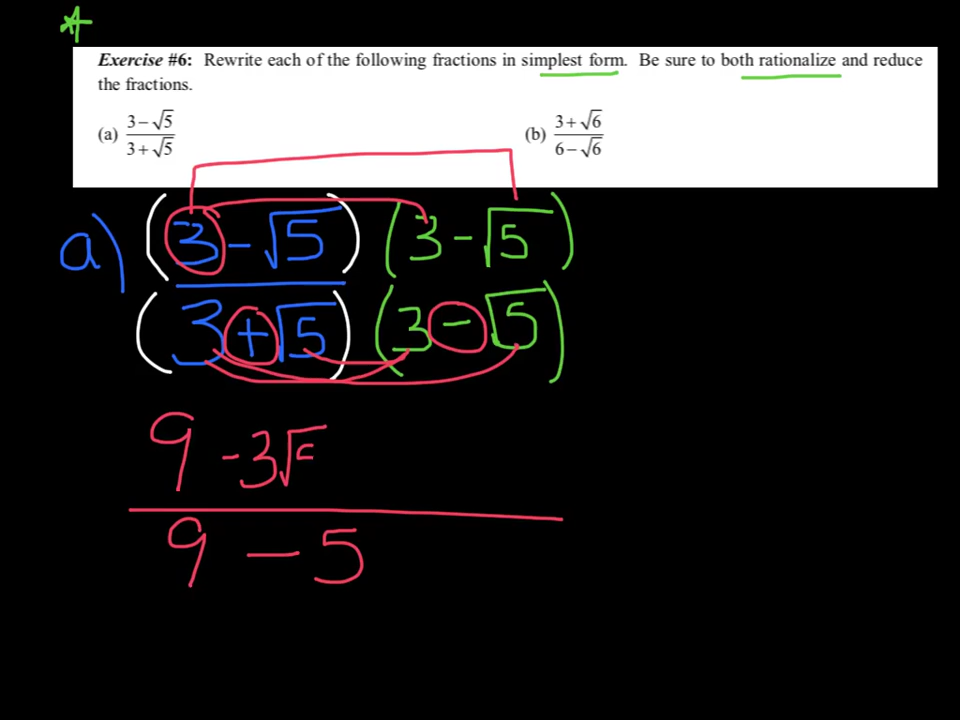 Exercise #6: Rewrite each of the following fractions in simplest form. Be sure to both rationalize and reduce
the fractions.
(a) (3−√5)/(3+√5) (b) (3+√6)/(6−√6)
a) (3−√5) (3−√5)
(3+√5) (3−√5)
9 -3√
9 − 5